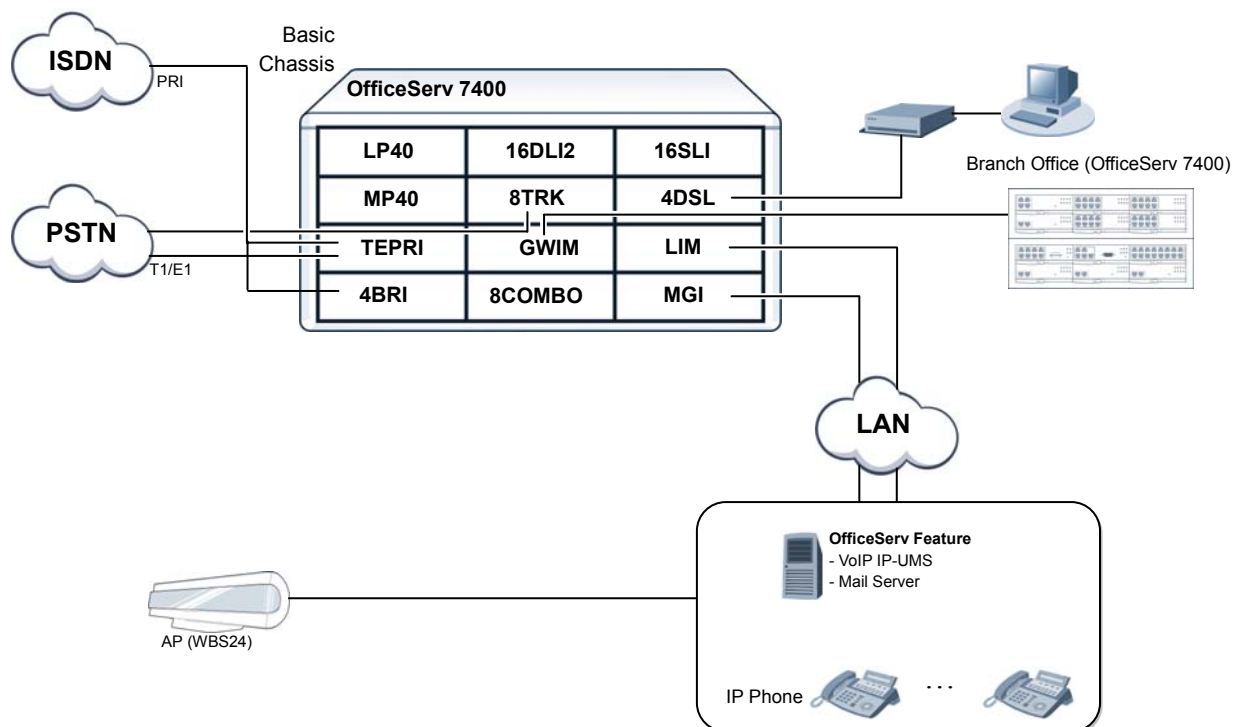 ISDN
PRI
Basic
Chassis
OfficeServ 7400
LP40 16DLI2 16SLI
MP40 8TRK 4DSL
TEPRI GWIM LIM
4BRI 8COMBO MGI
Branch Office (OfficeServ 7400)
PSTN
T1/E1
LAN
OfficeServ Feature
- VoIP IP-UMS
- Mail Server
AP (WBS24)
IP Phone
. . .